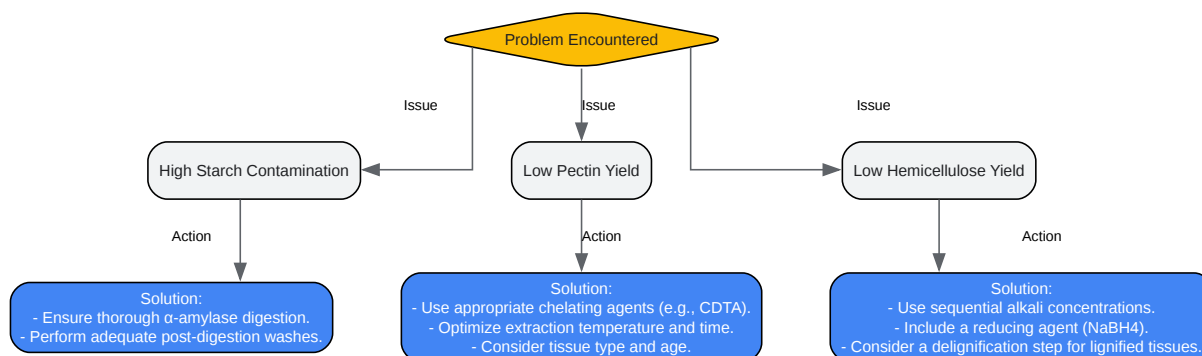 Problem Encountered
Issue
Issue
Issue
High Starch Contamination
Low Pectin Yield
Low Hemicellulose Yield
Action
Action
Action
Solution:
- Ensure thorough α-amylase digestion.
- Perform adequate post-digestion washes.
Solution:
- Use appropriate chelating agents (e.g., CDTA).
- Optimize extraction temperature and time.
- Consider tissue type and age.
Solution:
- Use sequential alkali concentrations.
- Include a reducing agent (NaBH4).
- Consider a delignification step for lignified tissues